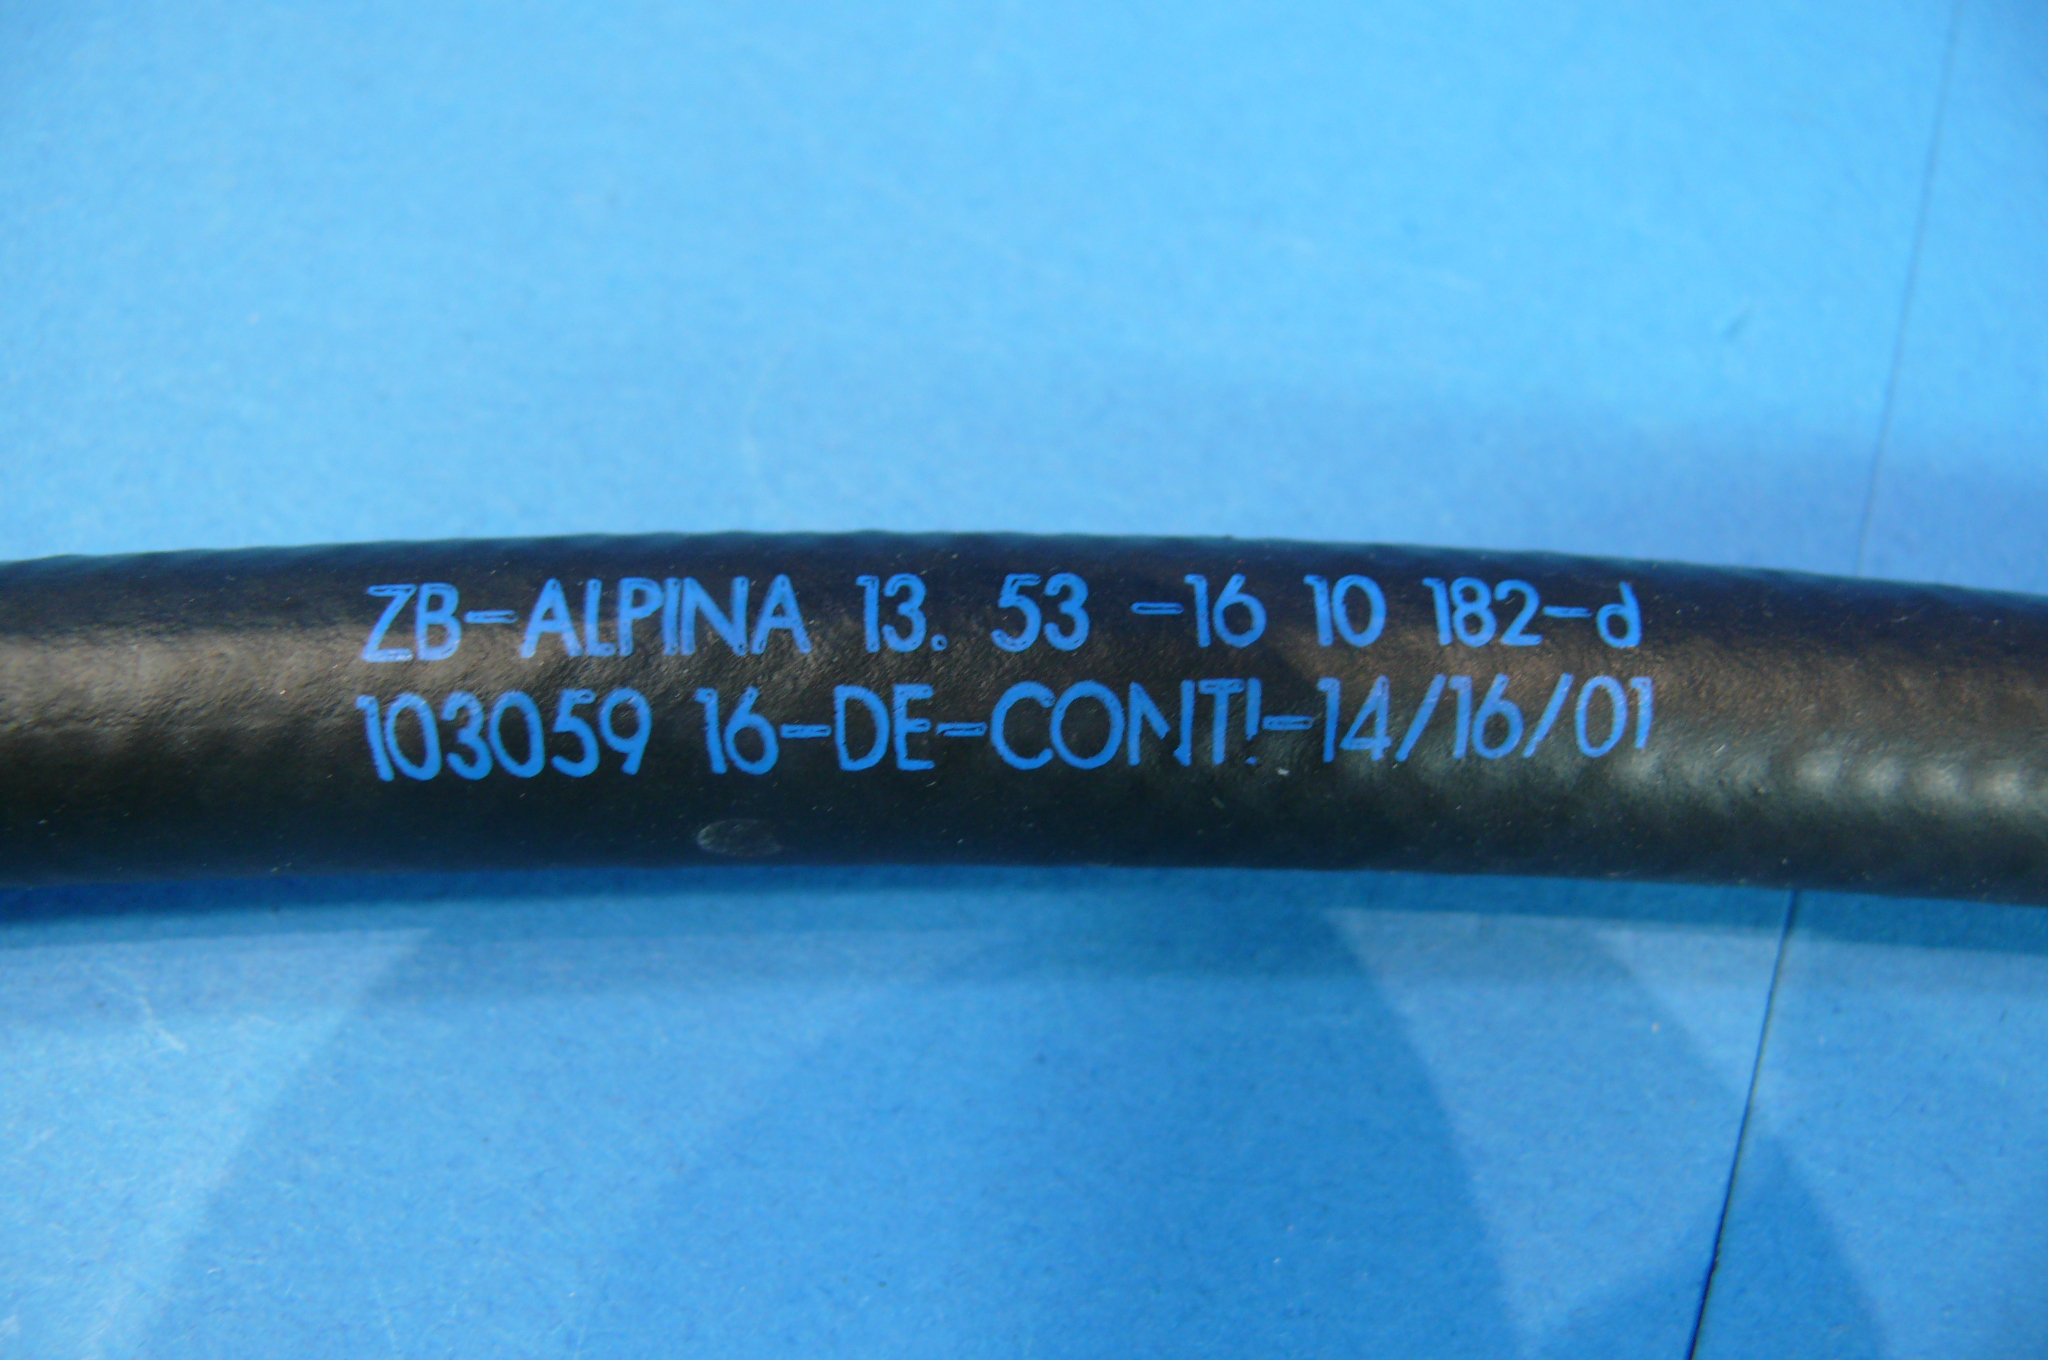 ZB-ALPINA 13. 53 -16 10 182-d
103059 16-DE-CONTI-14/16/01